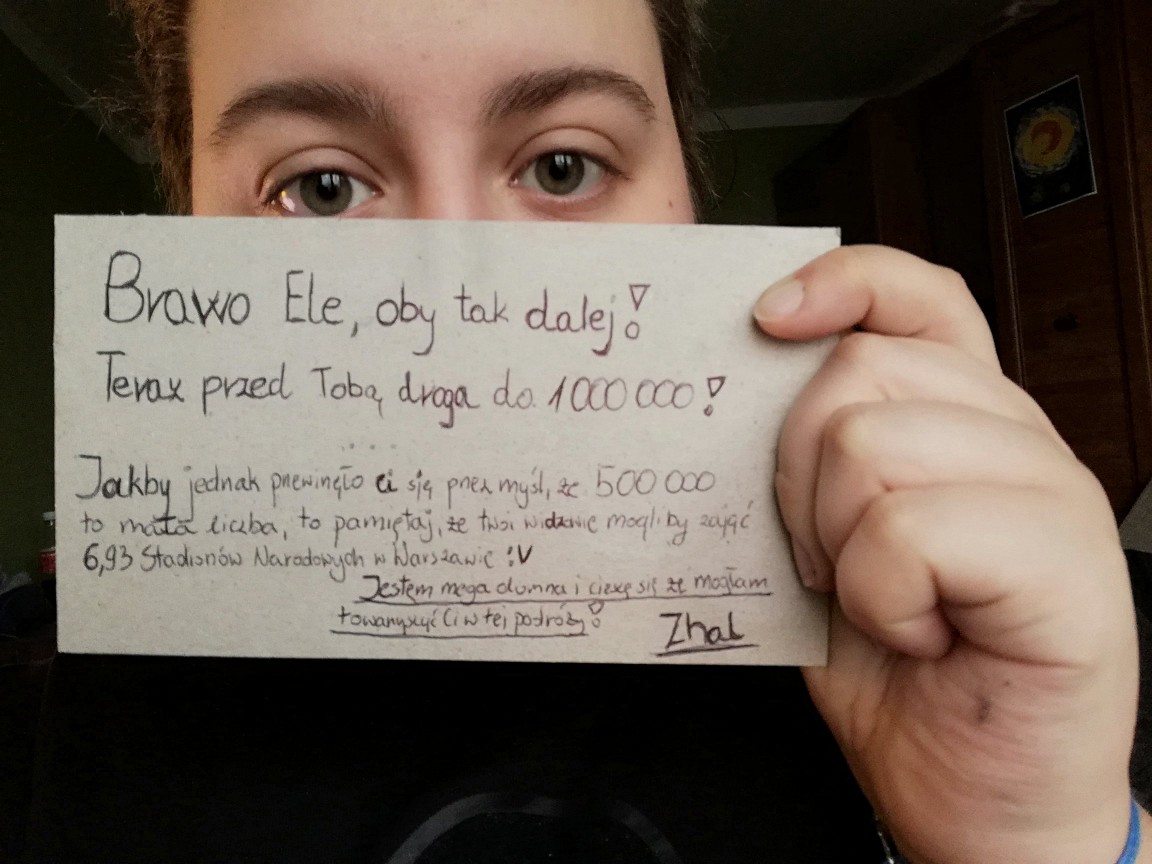 Brawo Ele, oby tak dalej!
Teraz przed Tobą droga do 1000 000!
Jakby jednak przewinęło ci się przez myśl, że 500 000
to mała liczba, to pamiętaj, że twoi widzowie mogliby zająć
6,93 Stadionów Narodowych w Warszawie :V
Jestem mega dumna i cieszę się że mogłam
towarzyszyć Ci w tej podróży!
Zhal